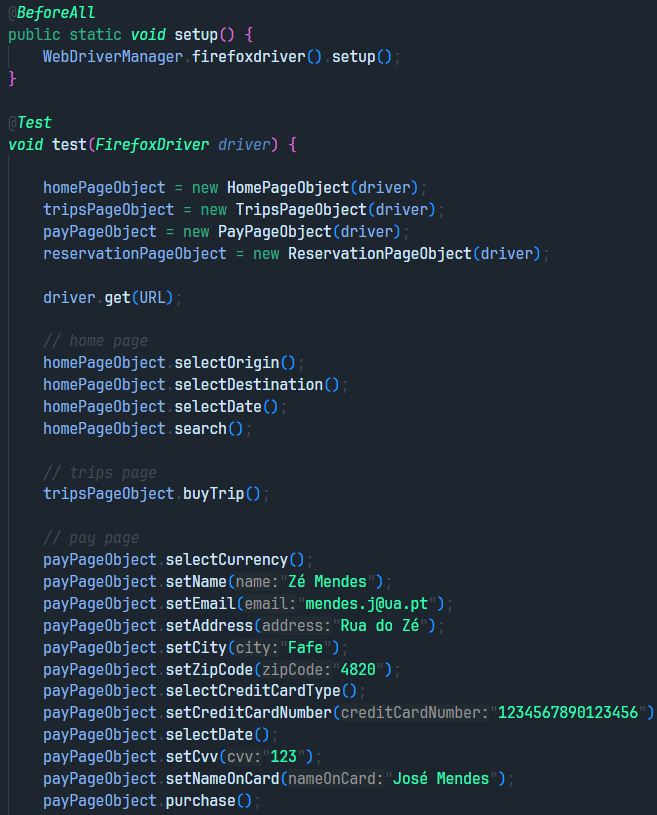 @BeforeAll
public static void setup() {
WebDriverManager.firefoxdriver().setup();
}
@Test
void test(FirefoxDriver driver) {
homePageObject = new HomePageObject(driver);
tripsPageObject = new TripsPageObject(driver);
payPageObject = new PayPageObject(driver);
reservationPageObject = new ReservationPageObject(driver);
driver.get(URL);
// home page
homePageObject.selectOrigin();
homePageObject.selectDestination();
homePageObject.selectDate();
homePageObject.search();
// trips page
tripsPageObject.buyTrip();
// pay page
payPageObject.selectCurrency();
payPageObject.setName(name:"Zé Mendes");
payPageObject.setEmail(email:"mendes.j@ua.pt");
payPageObject.setAddress(address:"Rua do Zé");
payPageObject.setCity(city:"Fafe");
payPageObject.setZipCode(zipCode:"4820");
payPageObject.selectCreditCardType();
payPageObject.setCreditCardNumber(creditCardNumber:"1234567890123456")
payPageObject.selectDate();
payPageObject.setCvv(cvv:"123");
payPageObject.setNameOnCard(nameOnCard:"José Mendes");
payPageObject.purchase();